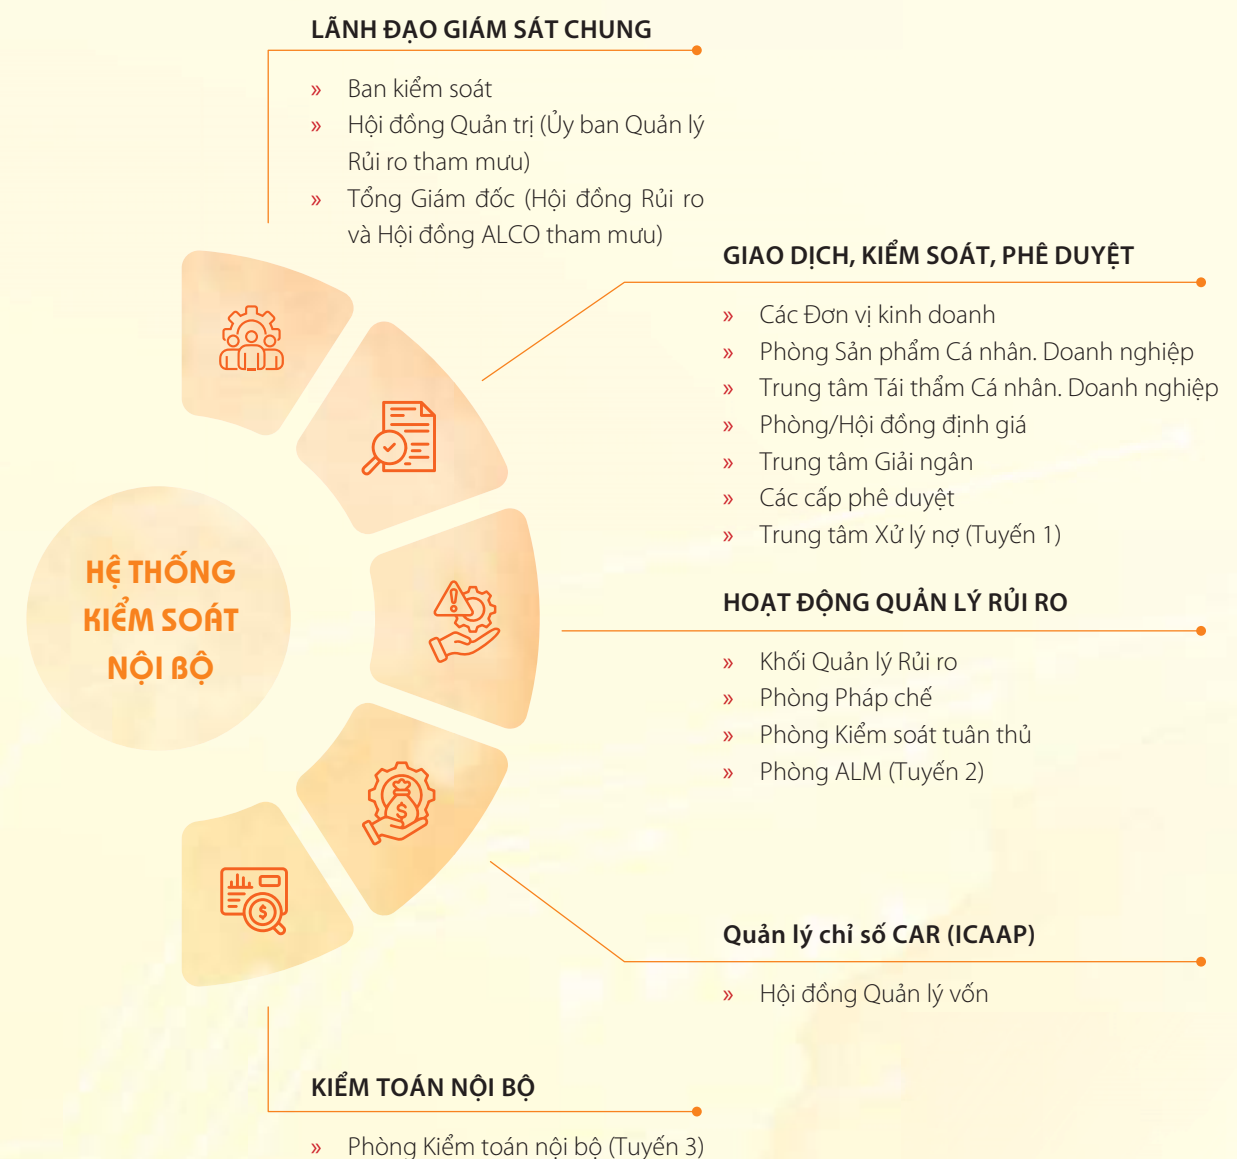 LÃNH ĐẠO GIÁM SÁT CHUNG
» Ban kiểm soát
» Hội đồng Quản trị (Ủy ban Quản lý
Rủi ro tham mưu)
» Tổng Giám đốc (Hội đồng Rủi ro
và Hội đồng ALCO tham mưu)
GIAO DỊCH, KIỂM SOÁT, PHÊ DUYỆT
» Các Đơn vị kinh doanh
» Phòng Sản phẩm Cá nhân. Doanh nghiệp
» Trung tâm Tái thẩm Cá nhân. Doanh nghiệp
» Phòng/Hội đồng định giá
» Trung tâm Giải ngân
» Các cấp phê duyệt
» Trung tâm Xử lý nợ (Tuyến 1)
HỆ THỐNG
KIỂM SOÁT
NỘI BỘ
HOẠT ĐỘNG QUẢN LÝ RỦI RO
» Khối Quản lý Rủi ro
» Phòng Pháp chế
» Phòng Kiểm soát tuân thủ
» Phòng ALM (Tuyến 2)
Quản lý chỉ số CAR (ICAAP)
» Hội đồng Quản lý vốn
KIỂM TOÁN NỘI BỘ
» Phòng Kiểm toán nội bộ (Tuyến 3)